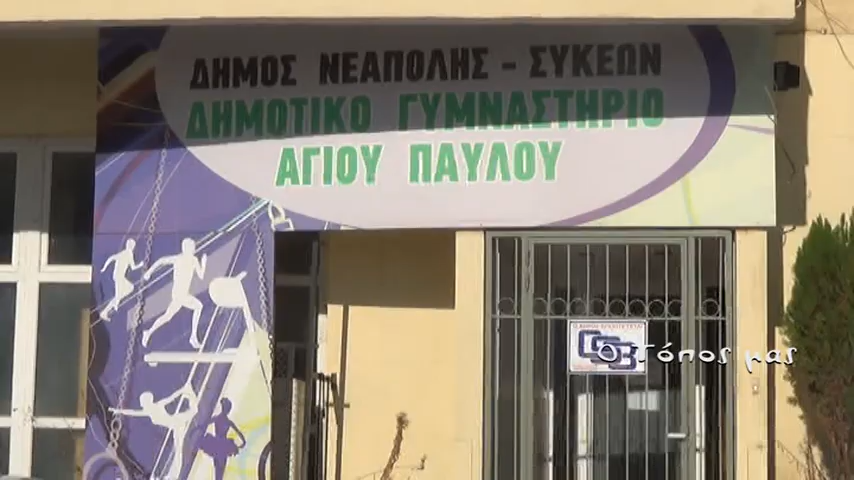 ΔΗΜΟΣ ΝΕΑΠΟΛΗΣ - ΣΥΚΕΩΝ
ΔΗΜΟΤΙΚΟ ΓΥΜΝΑΣΤΗΡΙΟ
ΑΓΙΟΥ ΠΑΥΛΟΥ
Ο τόπος μας